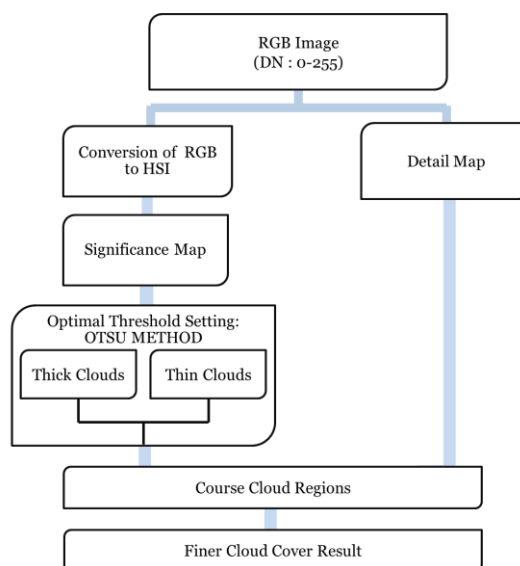 RGB Image
(DN : 0-255)
Conversion of RGB
to HSI
Detail Map
Significance Map
Optimal Threshold Setting:
OTSU METHOD
Thick Clouds
Thin Clouds
Course Cloud Regions
Finer Cloud Cover Result